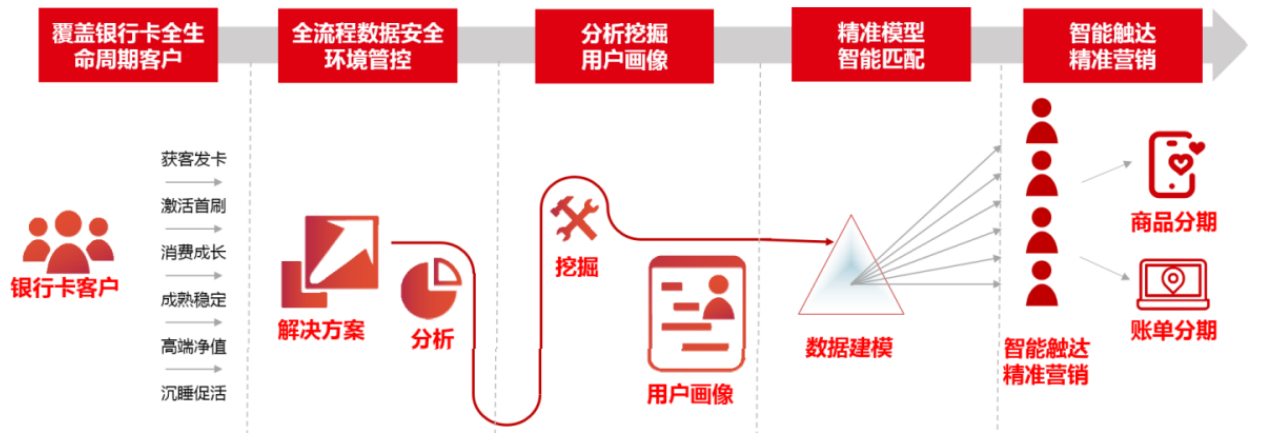 覆盖银行卡全生
命周期客户
全流程数据安全
环境管控
分析挖掘
用户画像
精准模型
智能匹配
智能触达
精准营销
获客发卡
激活首刷
消费成长
成熟稳定
高端净值
沉睡促活
银行卡客户
解决方案
分析
挖掘
用户画像
数据建模
智能触达
精准营销
商品分期
账单分期